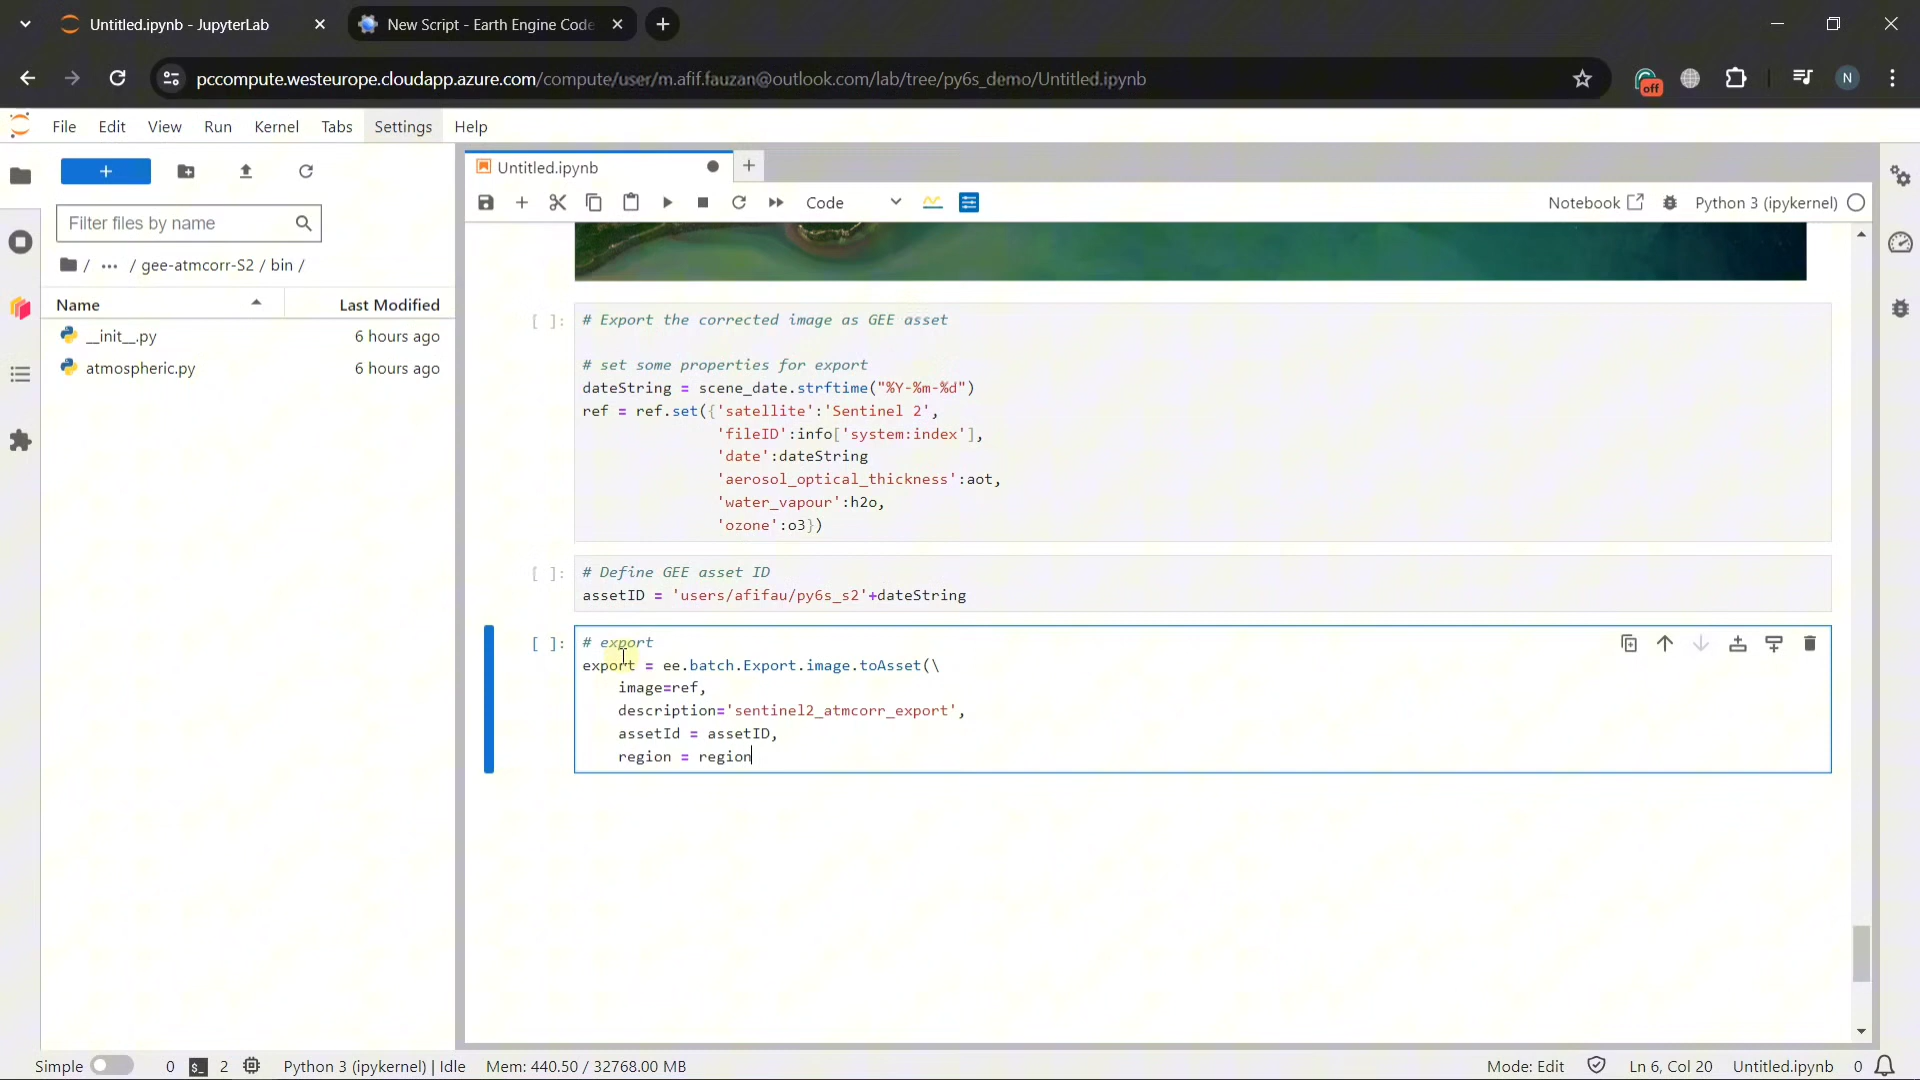 Untitled.ipynb - JupyterLab
New Script - Earth Engine Code
pccompute.westeurope.cloudapp.azure.com/compute/user/m.afif.fauzan@outlook.com/lab/tree/py6s_demo/Untitled.ipynb
off
N
File Edit View Run Kernel Tabs Settings Help
Untitled.ipynb
Code
Notebook
Python 3 (ipykernel)
Filter files by name
/ ... / gee-atmcorr-S2 / bin /
Name Last Modified
__init__.py 6 hours ago
atmospheric.py 6 hours ago
[ ]: # Export the corrected image as GEE asset
# set some properties for export
dateString = scene_date.strftime("%Y-%m-%d")
ref = ref.set({'satellite':'Sentinel 2',
'fileID':info['system:index'],
'date':dateString
'aerosol_optical_thickness':aot,
'water_vapour':h2o,
'ozone':o3})
[ ]: # Define GEE asset ID
assetID = 'users/afifau/py6s_s2'+dateString
[ ]: # export
export = ee.batch.Export.image.toAsset(\
image=ref,
description='sentinel2_atmcorr_export',
assetId = assetID,
region = region
Simple 0 2 Python 3 (ipykernel) | Idle Mem: 440.50 / 32768.00 MB Mode: Edit Ln 6, Col 20 Untitled.ipynb 0